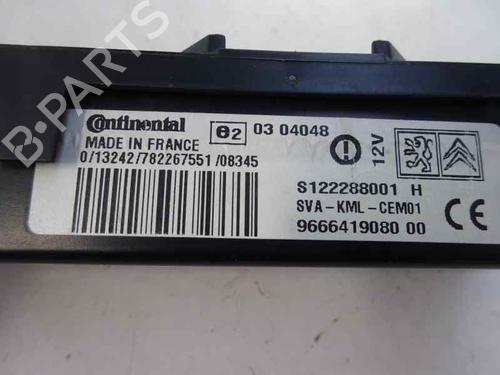 Continental
e2
03 04048
12V
MADE IN FRANCE
0/13242/782267551/08345
S122288001 H
SVA-KML-CEM01
9666419080 00
CE
B-PARTS